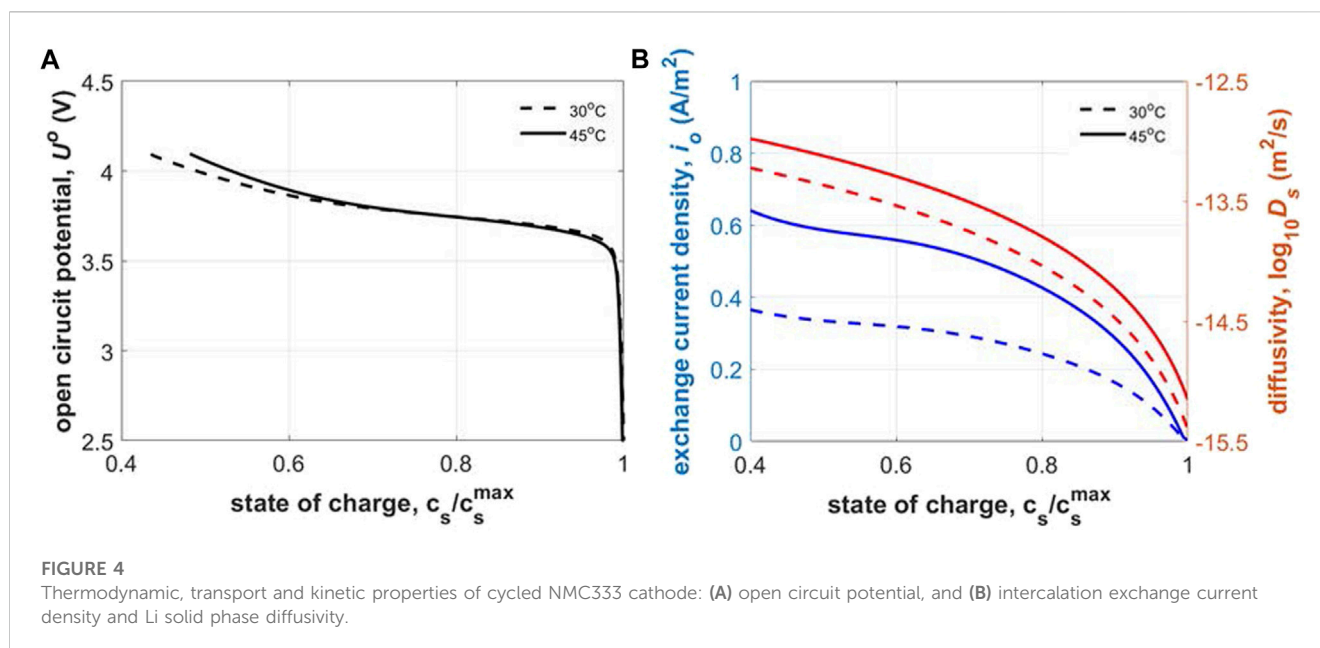 A
open cirucit potential, U° (V)
4.5
4
3.5
3
2.5
30°C
45°C
0.4
0.6
0.8
1
state of charge, c_s/c_s^max
B
exchange current density, i_o (A/m²)
1
0.8
0.6
0.4
0.2
0
30°C
45°C
-12.5
-13.5
-14.5
-15.5
diffusivity, log₁₀D_s (m²/s)
0.4
0.6
0.8
1
state of charge, c_s/c_s^max
FIGURE 4
Thermodynamic, transport and kinetic properties of cycled NMC333 cathode: (A) open circuit potential, and (B) intercalation exchange current
density and Li solid phase diffusivity.